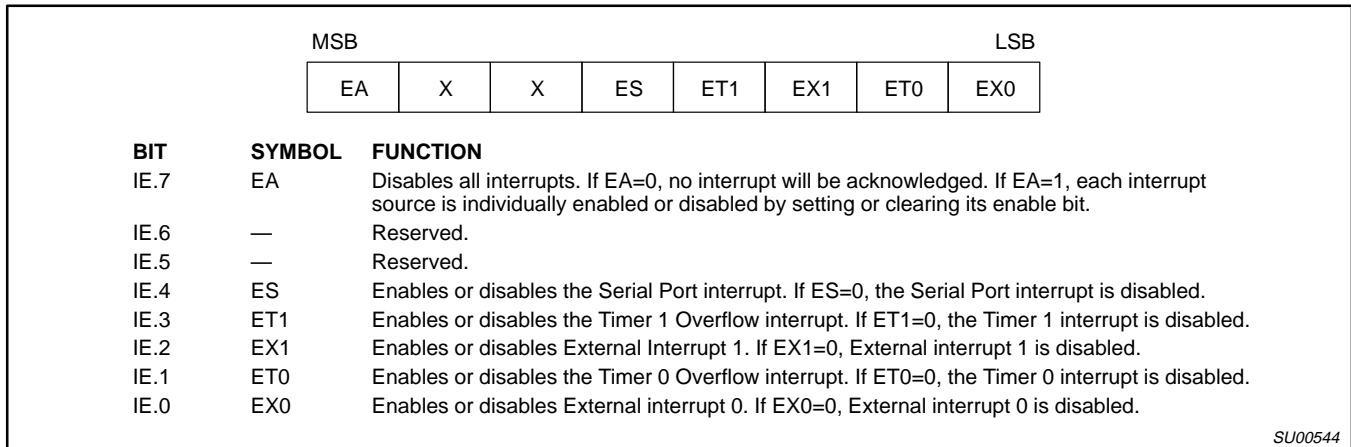 MSB LSB
EA X X ES ET1 EX1 ET0 EX0
BIT SYMBOL FUNCTION
IE.7 EA Disables all interrupts. If EA=0, no interrupt will be acknowledged. If EA=1, each interrupt
source is individually enabled or disabled by setting or clearing its enable bit.
IE.6 — Reserved.
IE.5 — Reserved.
IE.4 ES Enables or disables the Serial Port interrupt. If ES=0, the Serial Port interrupt is disabled.
IE.3 ET1 Enables or disables the Timer 1 Overflow interrupt. If ET1=0, the Timer 1 interrupt is disabled.
IE.2 EX1 Enables or disables External Interrupt 1. If EX1=0, External interrupt 1 is disabled.
IE.1 ET0 Enables or disables the Timer 0 Overflow interrupt. If ET0=0, the Timer 0 interrupt is disabled.
IE.0 EX0 Enables or disables External interrupt 0. If EX0=0, External interrupt 0 is disabled.
SU00544